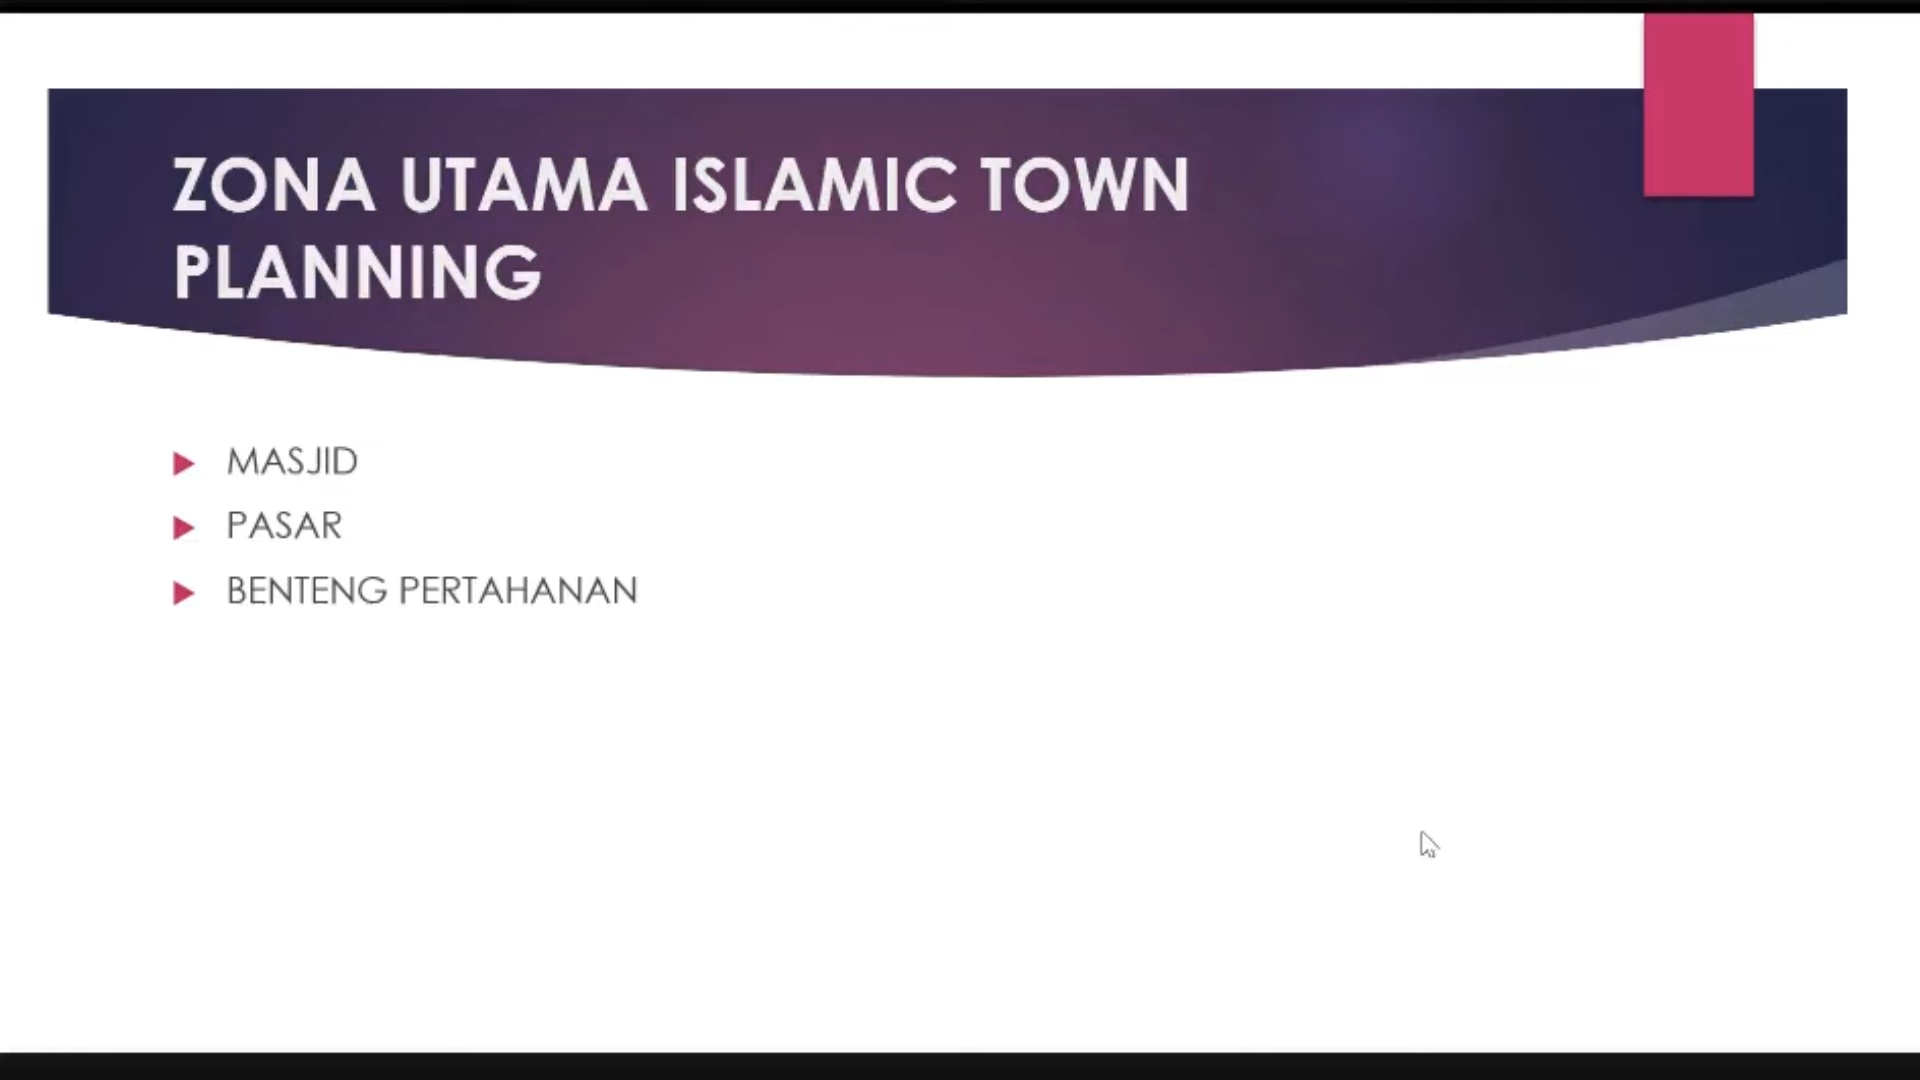 ZONA UTAMA ISLAMIC TOWN
PLANNING
MASJID
PASAR
BENTENG PERTAHANAN